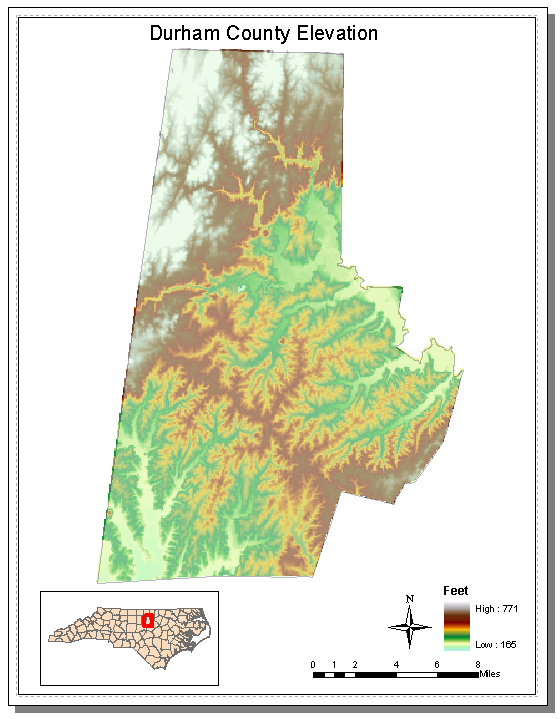 Durham County Elevation
N
Feet
High : 771
Low : 165
0 1 2 4 6 8
Miles